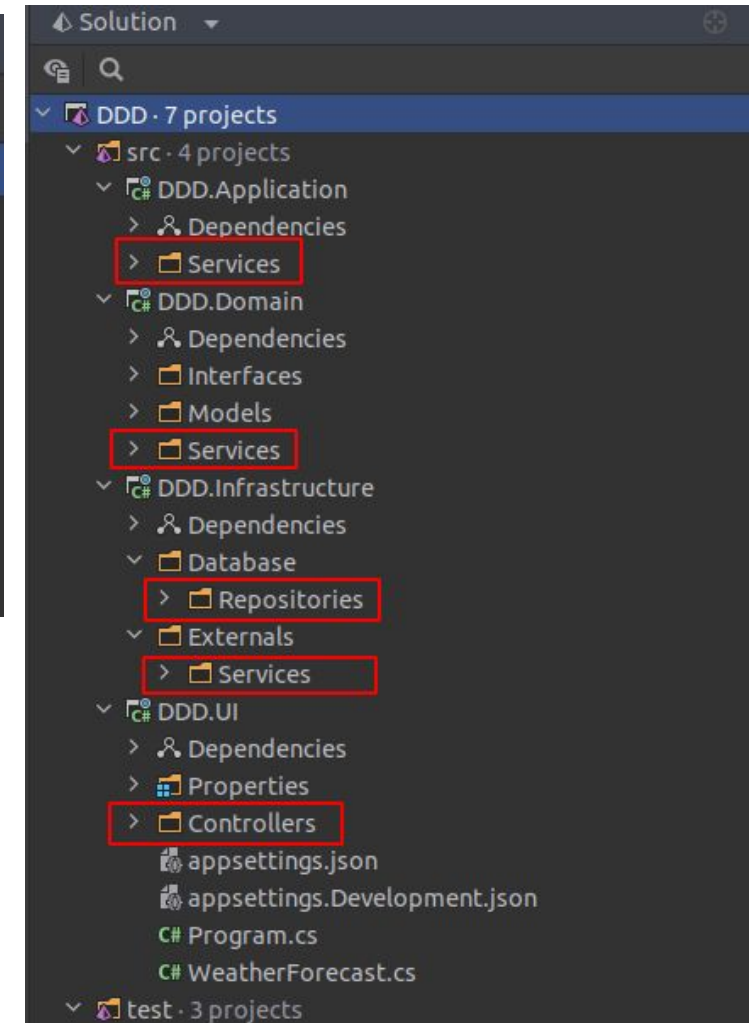 Solution
DDD · 7 projects
src · 4 projects
C# DDD.Application
Dependencies
Services
C# DDD.Domain
Dependencies
Interfaces
Models
Services
C# DDD.Infrastructure
Dependencies
Database
Repositories
Externals
Services
C# DDD.UI
Dependencies
Properties
Controllers
appsettings.json
appsettings.Development.json
C# Program.cs
C# WeatherForecast.cs
test · 3 projects